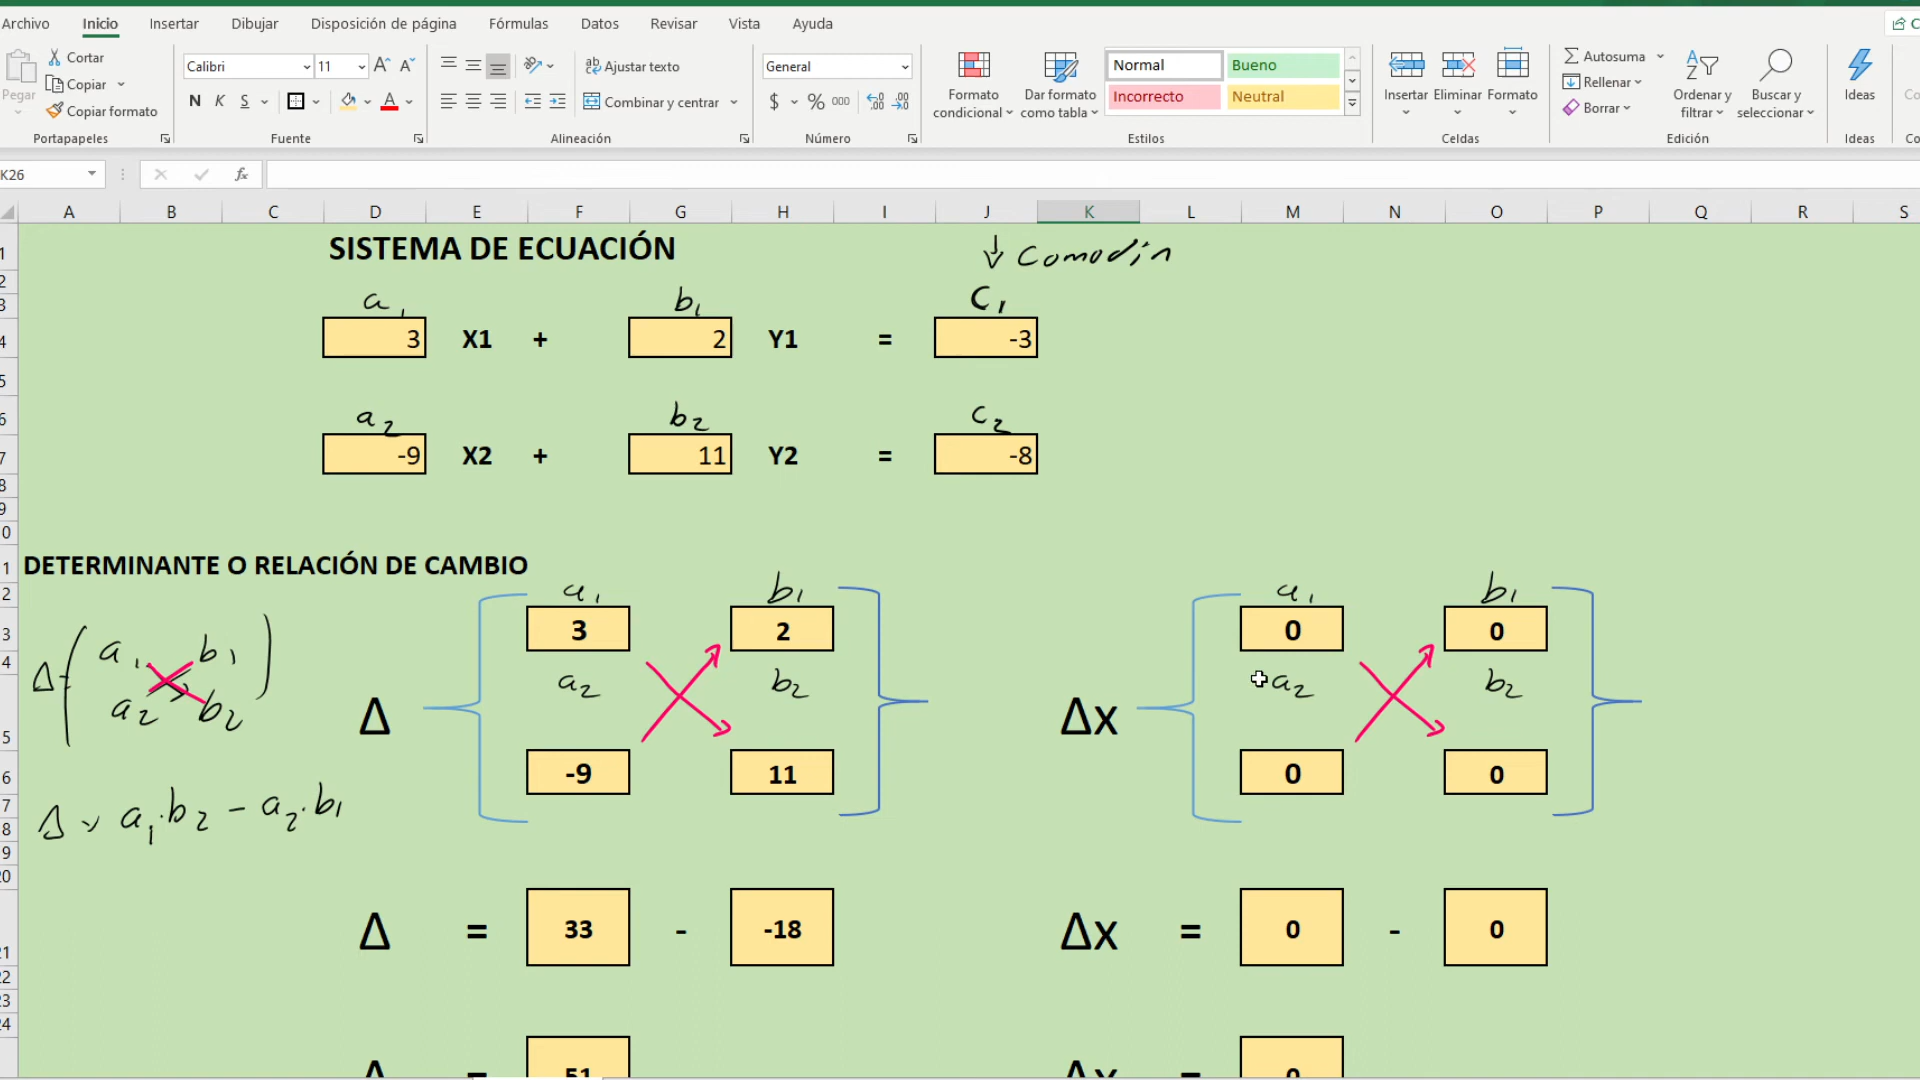 Archivo Inicio Insertar Dibujar Disposición de página Fórmulas Datos Revisar Vista Ayuda
Pegar Cortar Copiar Copiar formato
Calibri 11 A A
N K S A
Ajustar texto
Combinar y centrar
General
$ % 000
Formato condicional
Dar formato como tabla
Normal Bueno
Incorrecto Neutral
Insertar Eliminar Formato
Autosuma
Rellenar
Borrar
Ordenar y filtrar
Buscar y seleccionar
Ideas
Portapapeles Fuente Alineación Número Estilos Celdas Edición Ideas
K26 fx
A B C D E F G H I J K L M N O P Q R S
SISTEMA DE ECUACIÓN ↓ Comodín
a1 b1 C1
3 X1 + 2 Y1 = -3
a2 b2 c2
-9 X2 + 11 Y2 = -8
DETERMINANTE O RELACIÓN DE CAMBIO
a1 b1 a1 b1
3 2 0 0
a1 b1
a2 b2 a2 b2
Δ= a2 b2
Δ Δx
-9 11 0 0
Δ = a1·b2 - a2·b1
Δ = 33 - -18 Δx = 0 - 0
Δ = 51 Δx = 0